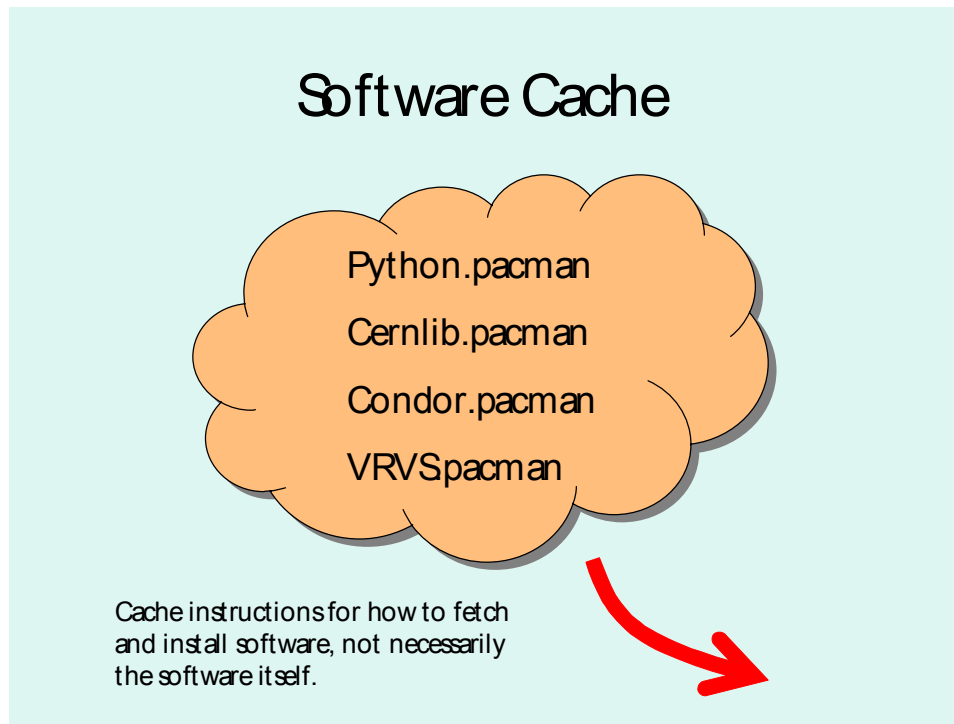 Software Cache
Python.pacman
Cernlib.pacman
Condor.pacman
VRVS.pacman
Cache instructions for how to fetch
and install software, not necessarily
the software itself.